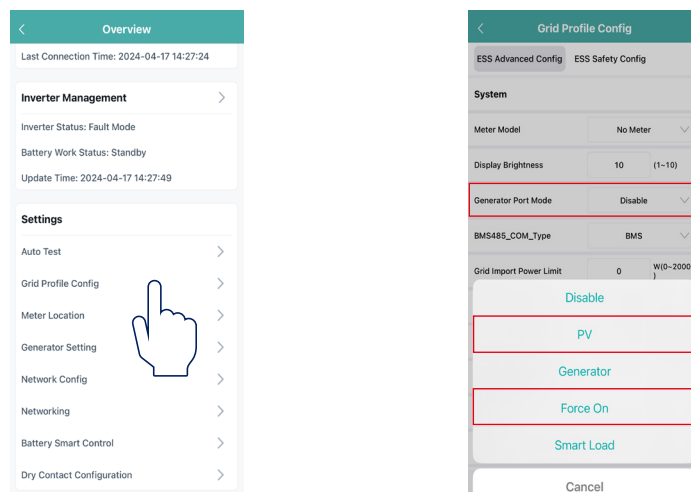 Overview
Last Connection Time: 2024-04-17 14:27:24
Inverter Management
Inverter Status: Fault Mode
Battery Work Status: Standby
Update Time: 2024-04-17 14:27:49
Settings
Auto Test
Grid Profile Config
Meter Location
Generator Setting
Network Config
Networking
Battery Smart Control
Dry Contact Configuration
Grid Profile Config
ESS Advanced Config ESS Safety Config
System
Meter Model No Meter
Display Brightness 10 (1~10)
Generator Port Mode Disable
BMS485_COM_Type BMS
Grid Import Power Limit 0 W(0~2000
)
Disable
PV
Generator
Force On
Smart Load
Cancel